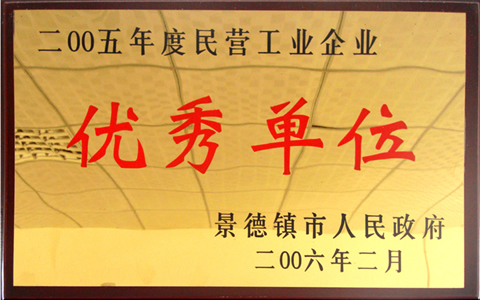 二00五年度民营工业企业
优秀单位
景德镇市人民政府
二00六年二月